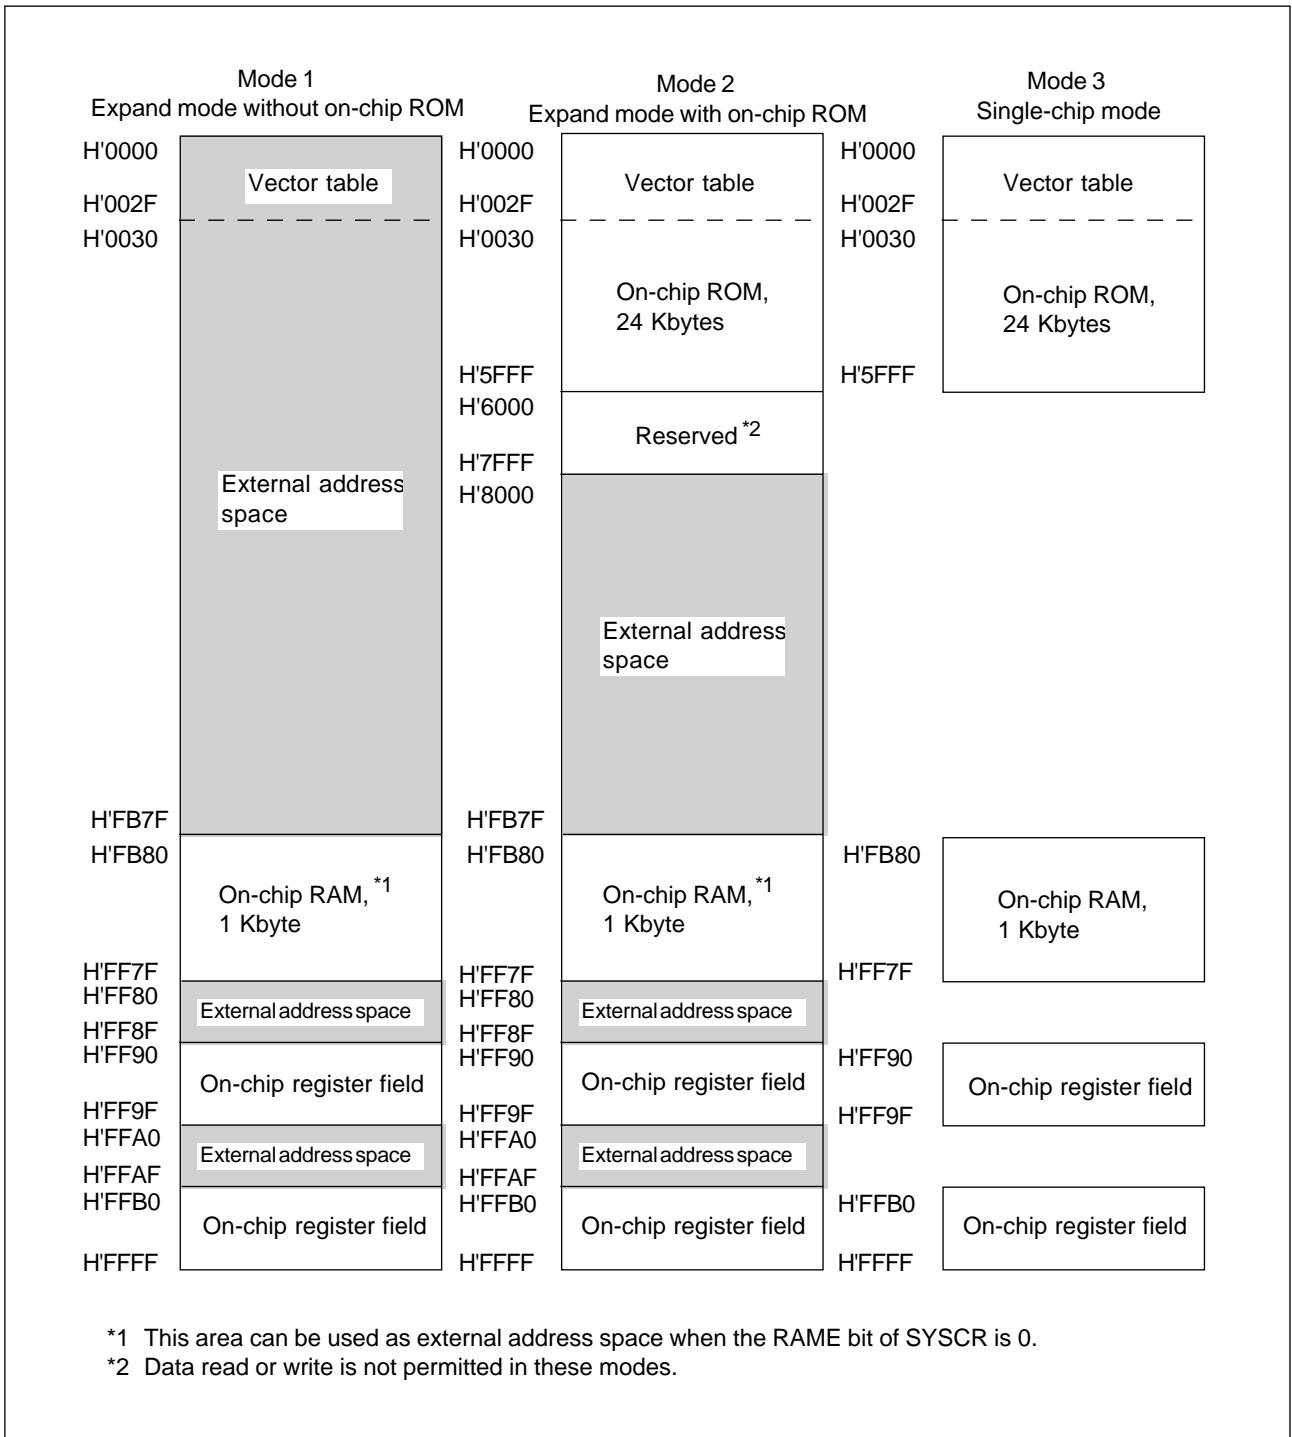 Mode 1
Expand mode without on-chip ROM
H'0000
Vector table
H'002F
H'0030
External address
space
H'FB7F
H'FB80
On-chip RAM, *1
1 Kbyte
H'FF7F
H'FF80
External address space
H'FF8F
H'FF90
On-chip register field
H'FF9F
H'FFA0
External address space
H'FFAF
H'FFB0
On-chip register field
H'FFFF
Mode 2
Expand mode with on-chip ROM
H'0000
Vector table
H'002F
H'0030
On-chip ROM,
24 Kbytes
H'5FFF
H'6000
Reserved *2
H'7FFF
H'8000
External address
space
H'FB7F
H'FB80
On-chip RAM, *1
1 Kbyte
H'FF7F
H'FF80
External address space
H'FF8F
H'FF90
On-chip register field
H'FF9F
H'FFA0
External address space
H'FFAF
H'FFB0
On-chip register field
H'FFFF
Mode 3
Single-chip mode
H'0000
Vector table
H'002F
H'0030
On-chip ROM,
24 Kbytes
H'5FFF
H'FB80
On-chip RAM,
1 Kbyte
H'FF7F
H'FF90
On-chip register field
H'FF9F
H'FFB0
On-chip register field
H'FFFF
*1 This area can be used as external address space when the RAME bit of SYSCR is 0.
*2 Data read or write is not permitted in these modes.